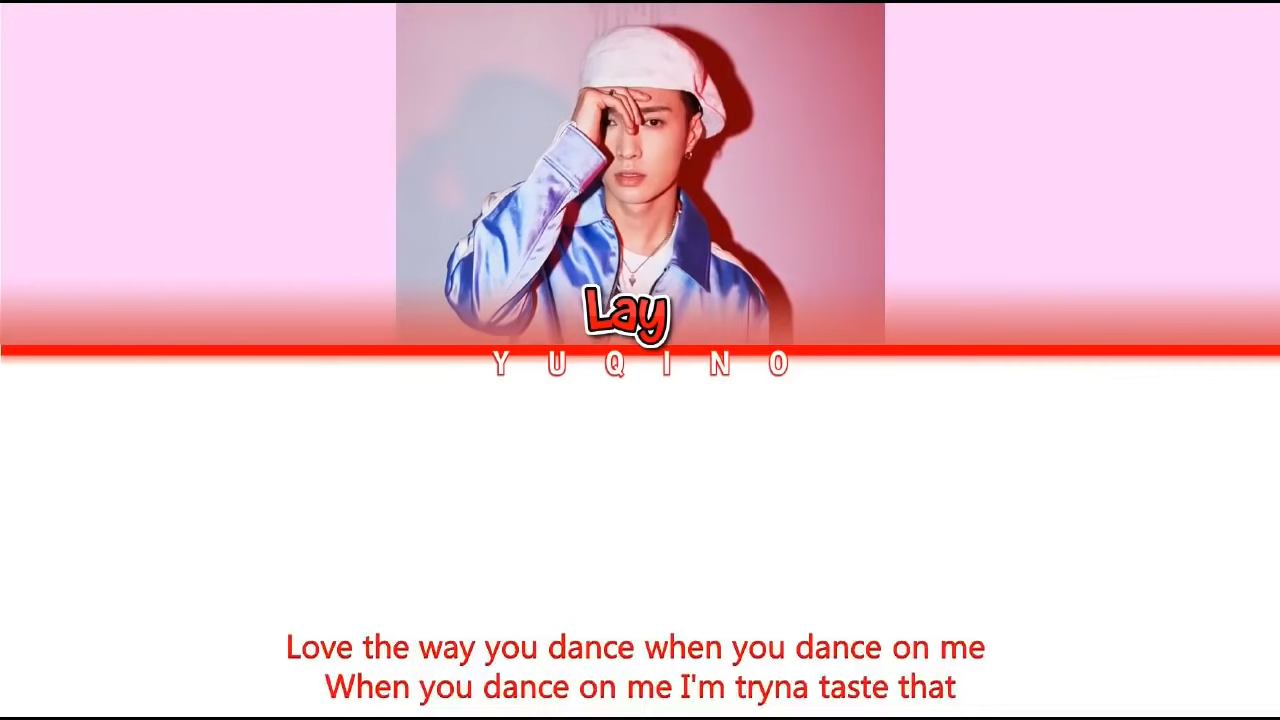 Lay
YUQINO
Love the way you dance when you dance on me
When you dance on me I'm tryna taste that